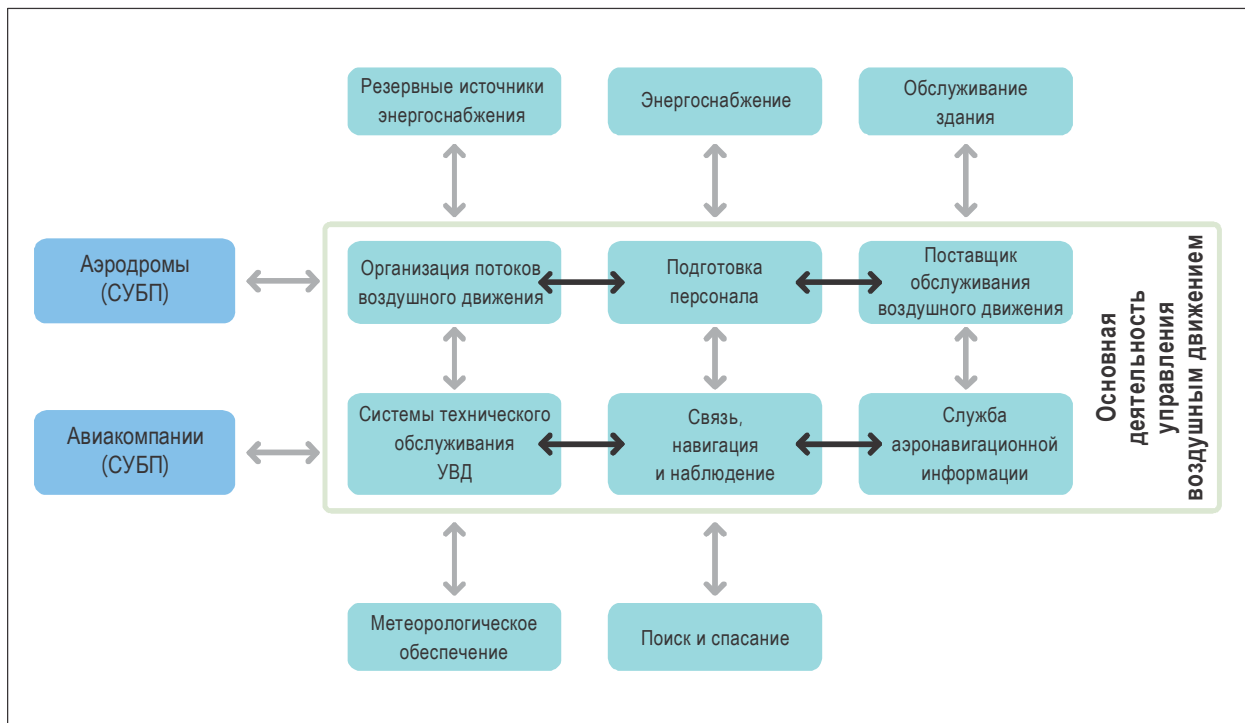 Резервные источники
энергоснабжения
Энергоснабжение
Обслуживание
здания
Аэродромы
(СУБП)
Организация потоков
воздушного движения
Подготовка
персонала
Поставщик
обслуживания
воздушного движения
Основная
деятельность
управления
воздушным движением
Авиакомпании
(СУБП)
Системы технического
обслуживания
УВД
Связь,
навигация
и наблюдение
Служба
аэронавигационной
информации
Метеорологическое
обеспечение
Поиск и спасание